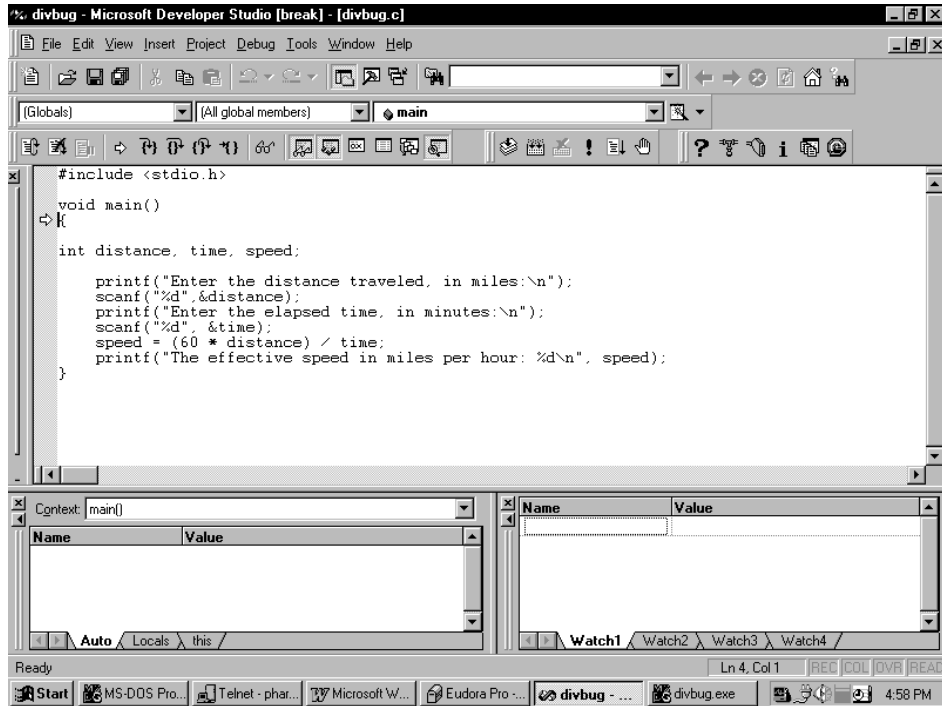 divbug - Microsoft Developer Studio [break] - [divbug.c]
File Edit View Insert Project Debug Tools Window Help
(Globals) (All global members) main
#include <stdio.h>
void main()
{
int distance, time, speed;
printf("Enter the distance traveled, in miles:\n");
scanf("%d",&distance);
printf("Enter the elapsed time, in minutes:\n");
scanf("%d", &time);
speed = (60 * distance) / time;
printf("The effective speed in miles per hour: %d\n", speed);
}
Context: main()
Name Value
Auto Locals this
Name Value
Watch1 Watch2 Watch3 Watch4
Ready Ln 4, Col 1 REC COL OVR READ
Start MS-DOS Pro... Telnet - phar... Microsoft W... Eudora Pro -... divbug - ... divbug.exe 4:58 PM